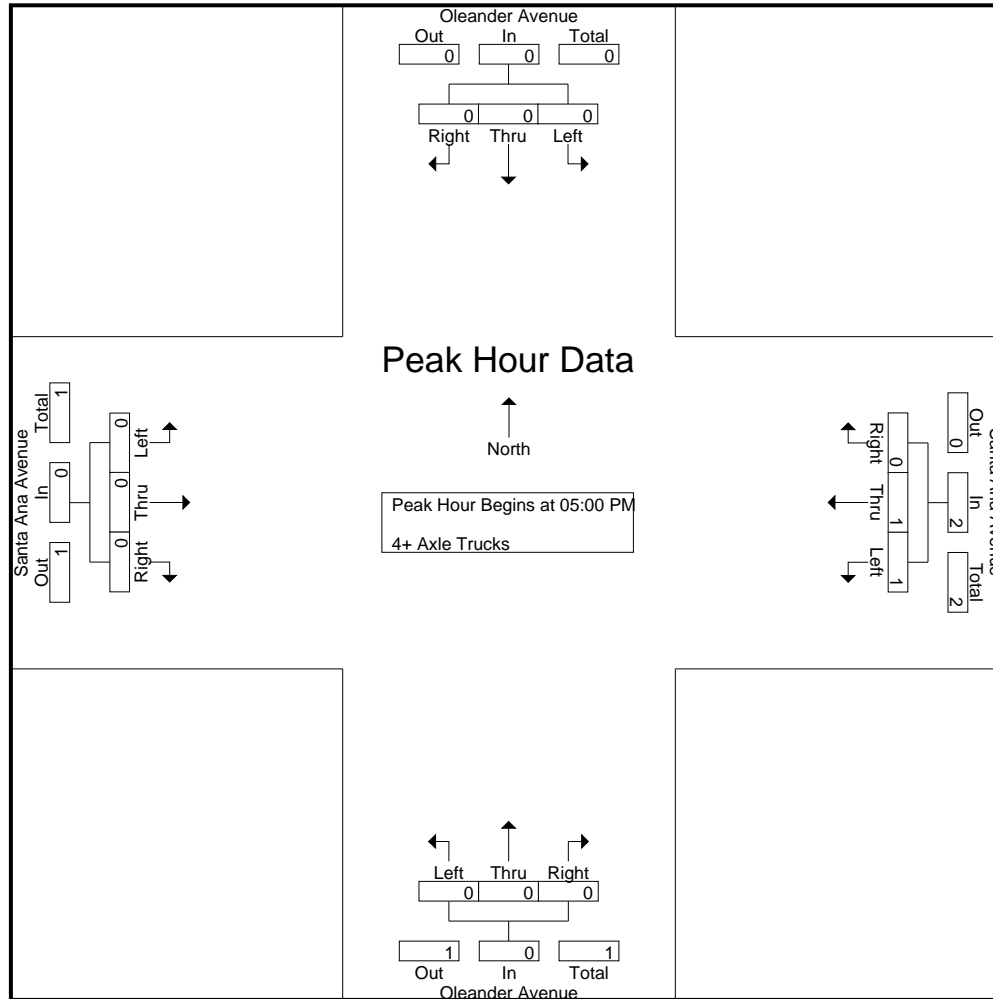 Oleander Avenue
Out In Total
0 0 0
0 0 0
Right Thru Left
Peak Hour Data
North
Peak Hour Begins at 05:00 PM
4+ Axle Trucks
Santa Ana Avenue
Total In Out
1 0 1
0 0 0
Left Thru Right
Out In Total
0 2 2
0 1 1
Right Thru Left
Left Thru Right
0 0 0
1 0 1
Out In Total
Oleander Avenue